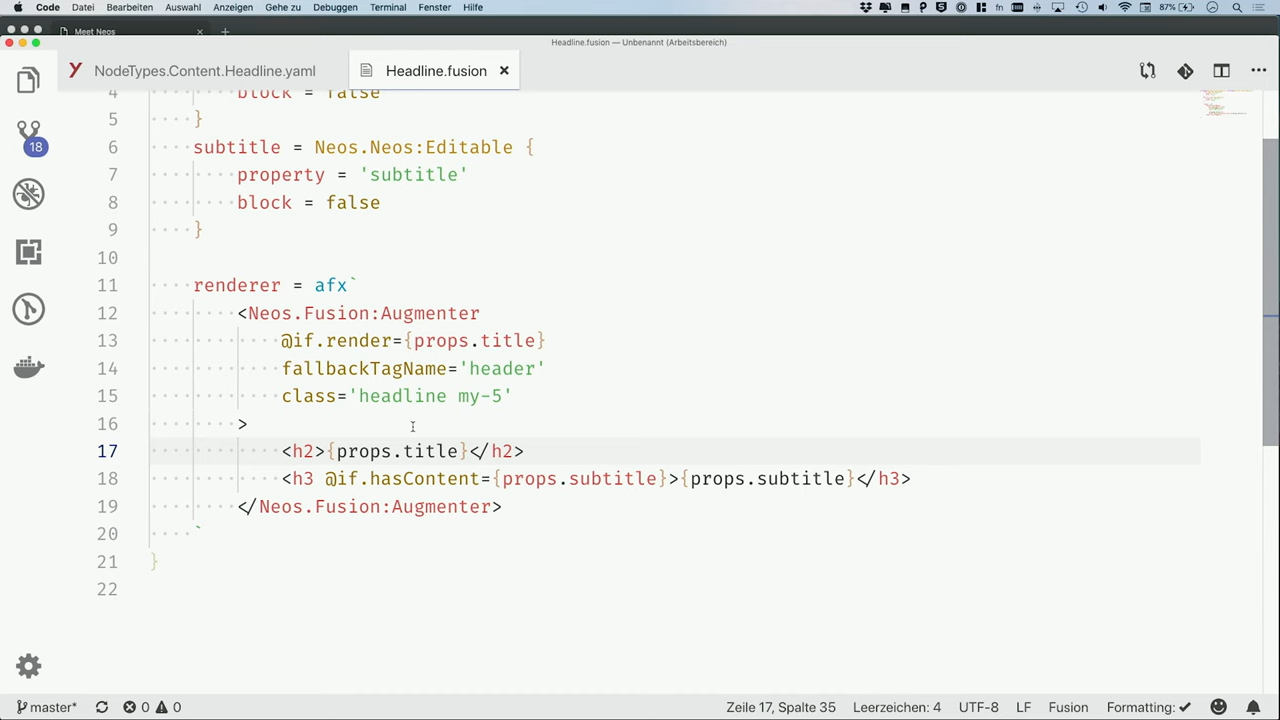 Code Datei Bearbeiten Auswahl Anzeigen Gehe zu Debuggen Terminal Fenster Hilfe fn 87%
Meet Neos
Headline.fusion — Unbenannt (Arbeitsbereich)
NodeTypes.Content.Headline.yaml Headline.fusion
18
4 block = false
5 }
6 subtitle = Neos.Neos:Editable {
7 property = 'subtitle'
8 block = false
9 }
10
11 renderer = afx`
12 <Neos.Fusion:Augmenter
13 @if.render={props.title}
14 fallbackTagName='header'
15 class='headline my-5'
16 >
17 <h2>{props.title}</h2>
18 <h3 @if.hasContent={props.subtitle}>{props.subtitle}</h3>
19 </Neos.Fusion:Augmenter>
20 `
21 }
22
master* 0 0 Zeile 17, Spalte 35 Leerzeichen: 4 UTF-8 LF Fusion Formatting: